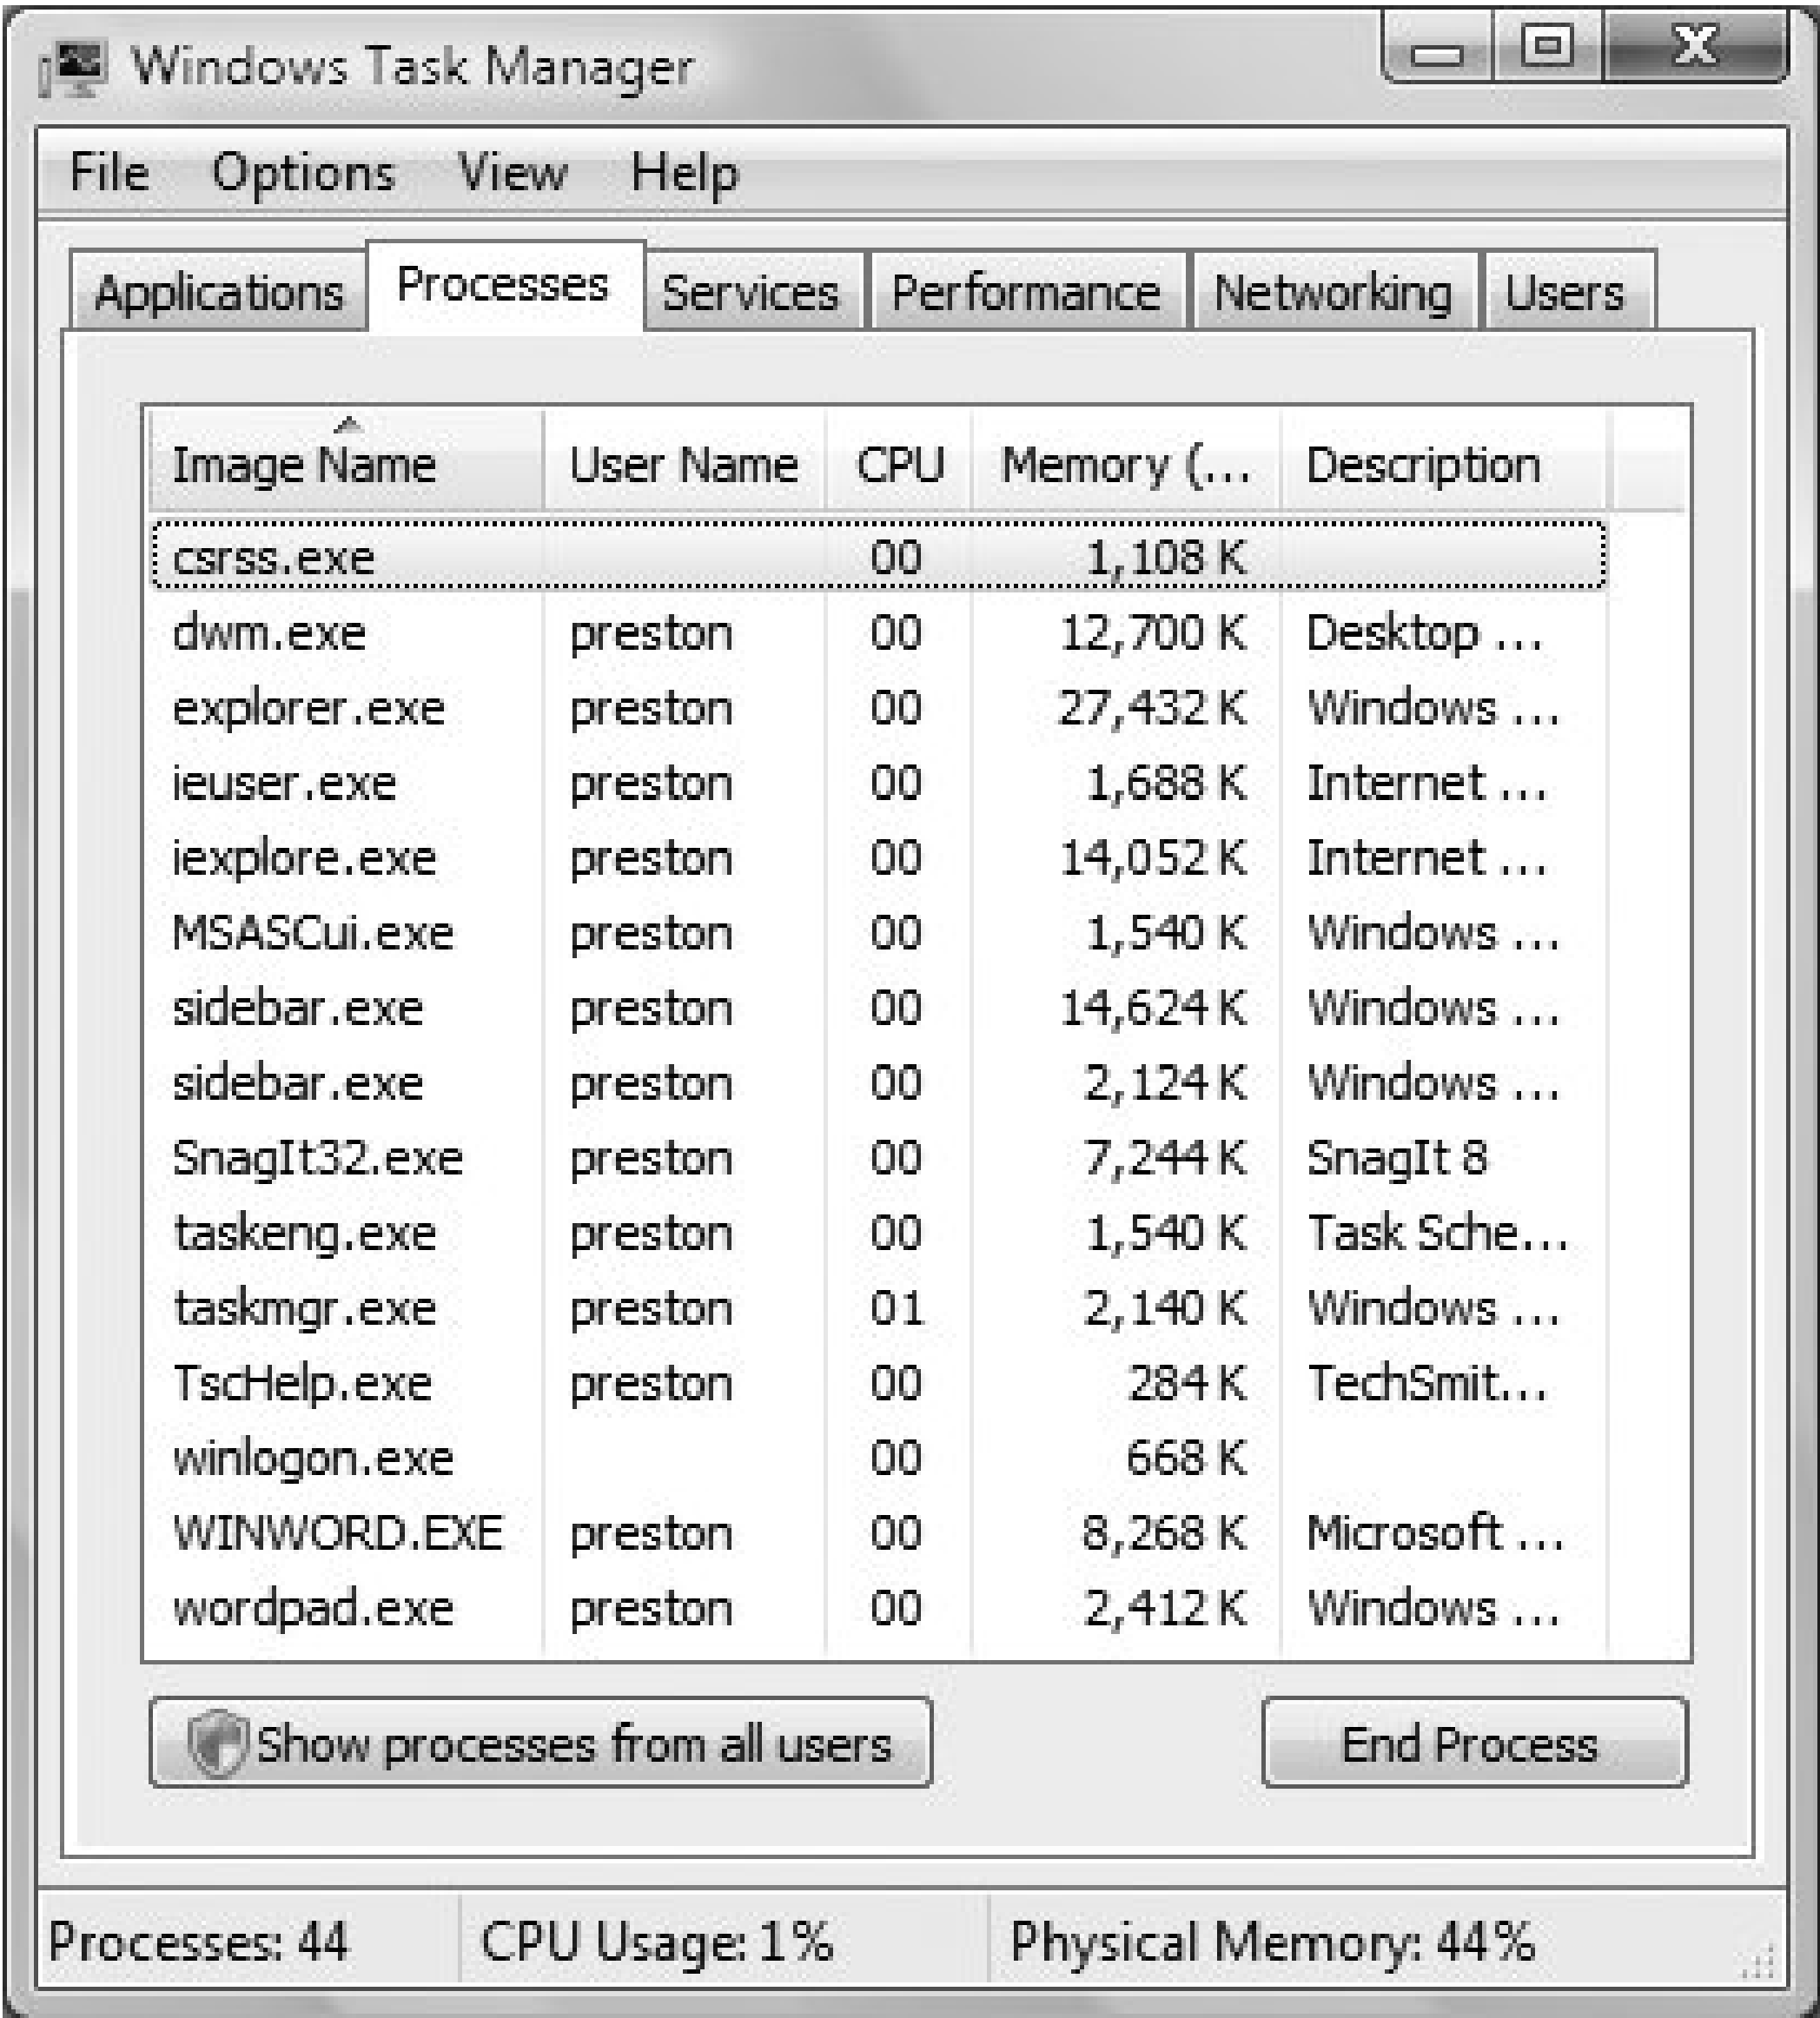 Windows Task Manager
File Options View Help
Applications Processes Services Performance Networking Users
Image Name User Name CPU Memory (... Description
csrss.exe 00 1,108 K
dwm.exe preston 00 12,700 K Desktop ...
explorer.exe preston 00 27,432 K Windows ...
ieuser.exe preston 00 1,688 K Internet ...
iexplore.exe preston 00 14,052 K Internet ...
MSASCui.exe preston 00 1,540 K Windows ...
sidebar.exe preston 00 14,624 K Windows ...
sidebar.exe preston 00 2,124 K Windows ...
SnagIt32.exe preston 00 7,244 K SnagIt 8
taskeng.exe preston 00 1,540 K Task Sche...
taskmgr.exe preston 01 2,140 K Windows ...
TscHelp.exe preston 00 284 K TechSmit...
winlogon.exe 00 668 K
WINWORD.EXE preston 00 8,268 K Microsoft ...
wordpad.exe preston 00 2,412 K Windows ...
Show processes from all users End Process
Processes: 44 CPU Usage: 1% Physical Memory: 44%